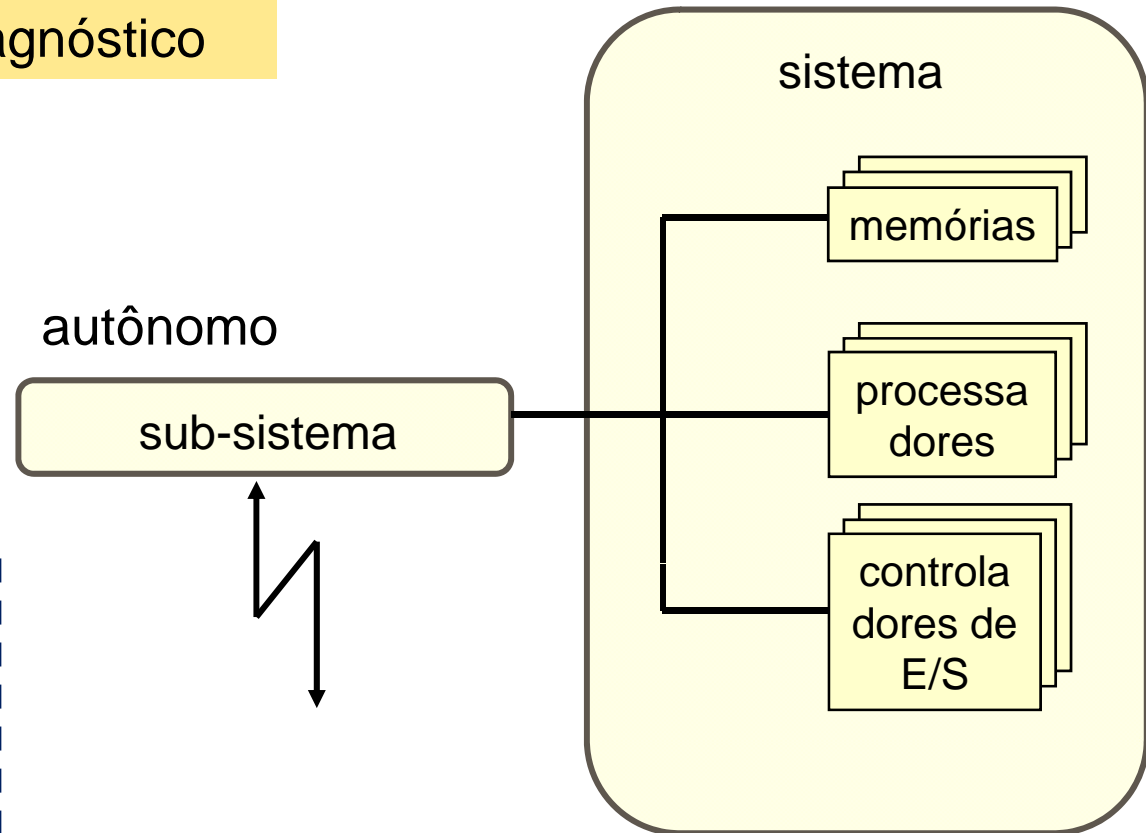 agnóstico
sistema
memórias
autônomo
sub-sistema
processa
dores
controla
dores de
E/S